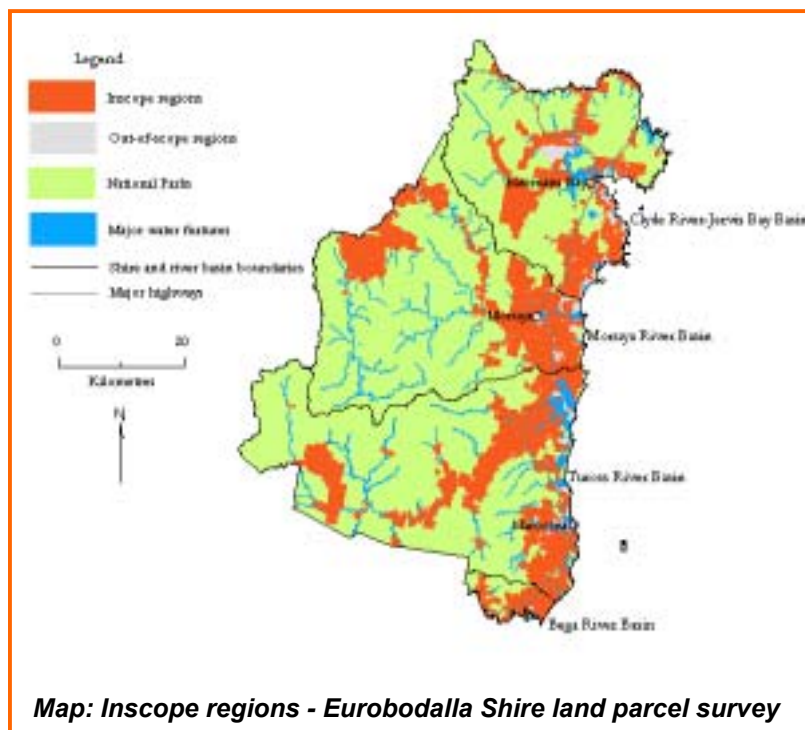 Legend
Inscope regions
Out-of-scope regions
National Parks
Major water features
Shire and river basin boundaries
Major highways
0 20
Kilometres
N
Clyde River-Jervis Bay Basin
Moruya
Moruya River Basin
Tuross River Basin
Bega River Basin
Map: Inscope regions - Eurobodalla Shire land parcel survey